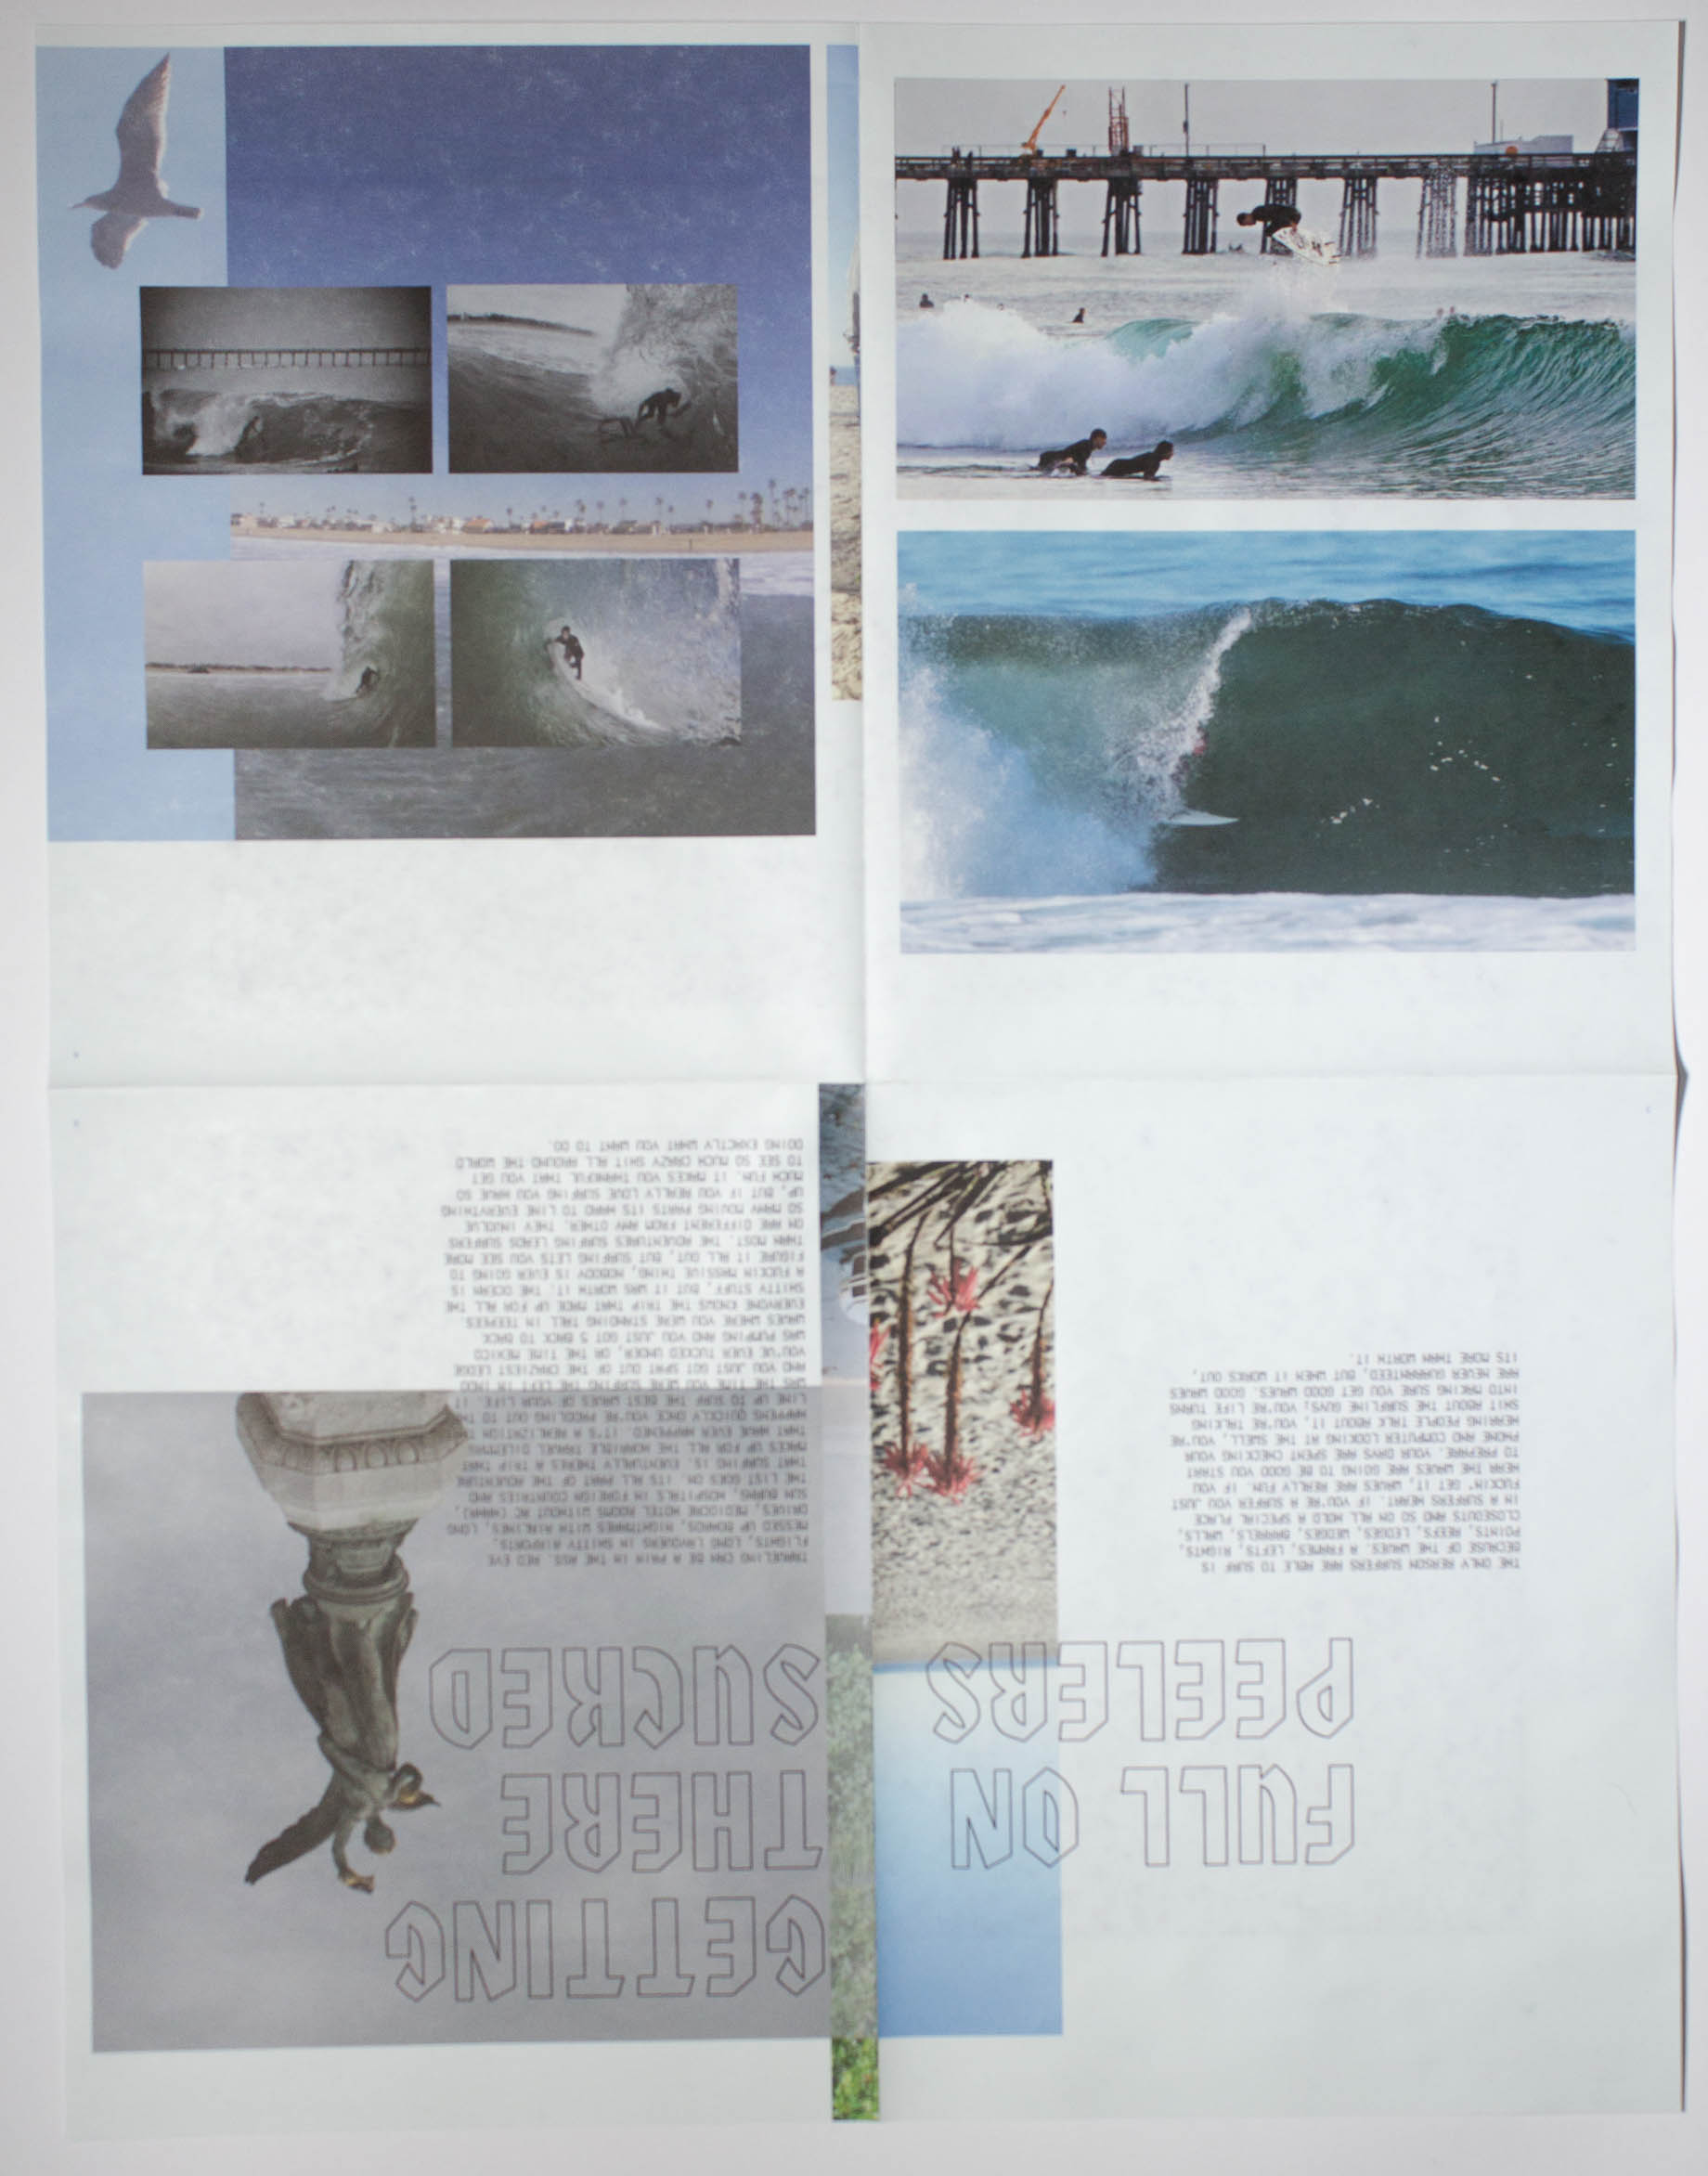 FULL ON
PEELERS
THE ONLY REASON SURFERS ARE ABLE TO SURF IS
BECAUSE OF THE WAVES. A FRAMES, LEFTS, RIGHTS,
POINTS, REEFS, LEDGES, WEDGES, BARRELS, WALLS,
CLOSEOUTS AND SO ON ALL HOLD A SPECIAL PLACE
IN A SURFERS HEART. IF YOU'RE A SURFER YOU JUST
FUCKIN' GET IT, WAVES ARE REALLY FUN. IF YOU
HEAR THE WAVES ARE GOING TO BE GOOD YOU START
TO PREPARE. YOUR DAYS ARE SPENT CHECKING YOUR
PHONE AND COMPUTER LOOKING AT THE SWELL, YOU'RE
HEARING PEOPLE TALK ABOUT IT, YOU'RE TALKING
SHIT ABOUT THE SURFLINE GUYS; YOU'RE LIFE TURNS
INTO MAKING SURE YOU GET GOOD WAVES. GOOD WAVES
ARE NEVER GUARANTEED, BUT WHEN IT WORKS OUT,
ITS MORE THAN WORTH IT.
GETTING
THERE
SUCKED
TRAVELING CAN BE A PAIN IN THE ASS. RED EYE
FLIGHTS, LONG LAYOVERS IN SHITTY AIRPORTS,
MESSED UP BOARDS, NIGHTMARES WITH AIRLINES, LONG
DRIVES, MEDIOCRE MOTEL ROOMS WITHOUT AC (HAHA),
SUN BURNS, HOSPITALS IN FOREIGN COUNTRIES AND
THE LIST GOES ON. ITS ALL PART OF THE ADVENTURE
THAT SURFING IS. EVENTUALLY THERES A TRIP THAT
MAKES UP FOR ALL THE HORRIBLE TRAVEL DILEMMAS
THAT HAVE EVER HAPPENED. IT'S A REALIZATION
HAPPENS QUICKLY ONCE YOU'RE PADDLING OUT TO THE
LINE UP TO SURF THE BEST WAVES OF YOUR LIFE. IT
WAS THE TIME YOU WERE SURFING THE LEFT IN INDO
AND YOU JUST GOT SPAT OUT OF THE CRAZIEST LEDGE
YOU'VE EVER TUCKED UNDER, OR THE TIME MEXICO
WAS PUMPING AND YOU JUST GOT 5 BACK TO BACK
WAVES WHERE YOU WERE STANDING TALL IN TEEPEES.
EVERYONE KNOWS THE TRIP THAT MADE UP FOR ALL THE
SHITTY STUFF, BUT IT WAS WORTH IT. THE OCEAN IS
A FUCKIN MASSIVE THING, NOBODY IS EVER GOING TO
FIGURE IT ALL OUT, BUT SURFING LETS YOU SEE MORE
THAN MOST. THE ADVENTURES SURFING LEADS SURFERS
ON ARE DIFFERENT FROM ANY OTHER. THEY INVOLVE
SO MANY MOVING PARTS ITS HARD TO LINE EVERYTHING
UP, BUT IF YOU REALLY LOVE SURFING YOU HAVE SO
MUCH FUN. IT MAKES YOU THANKFUL THAT YOU GET
TO SEE SO MUCH CRAZY SHIT ALL AROUND THE WORLD
DOING EXACTLY WHAT YOU WANT TO DO.